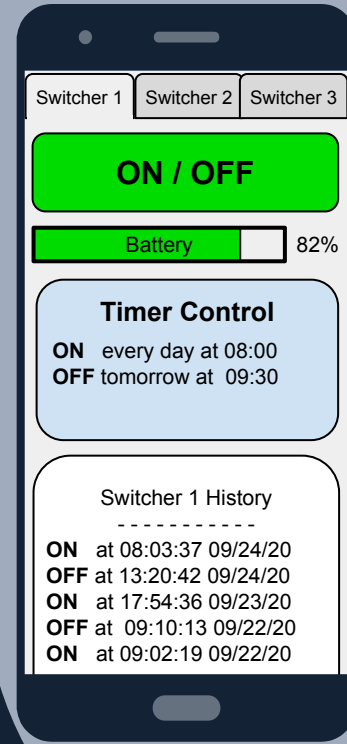 Switcher 1 Switcher 2 Switcher 3
ON / OFF
Battery 82%
Timer Control
ON every day at 08:00
OFF tomorrow at 09:30
Switcher 1 History
- - - - - - - - - - -
ON at 08:03:37 09/24/20
OFF at 13:20:42 09/24/20
ON at 17:54:36 09/23/20
OFF at 09:10:13 09/22/20
ON at 09:02:19 09/22/20